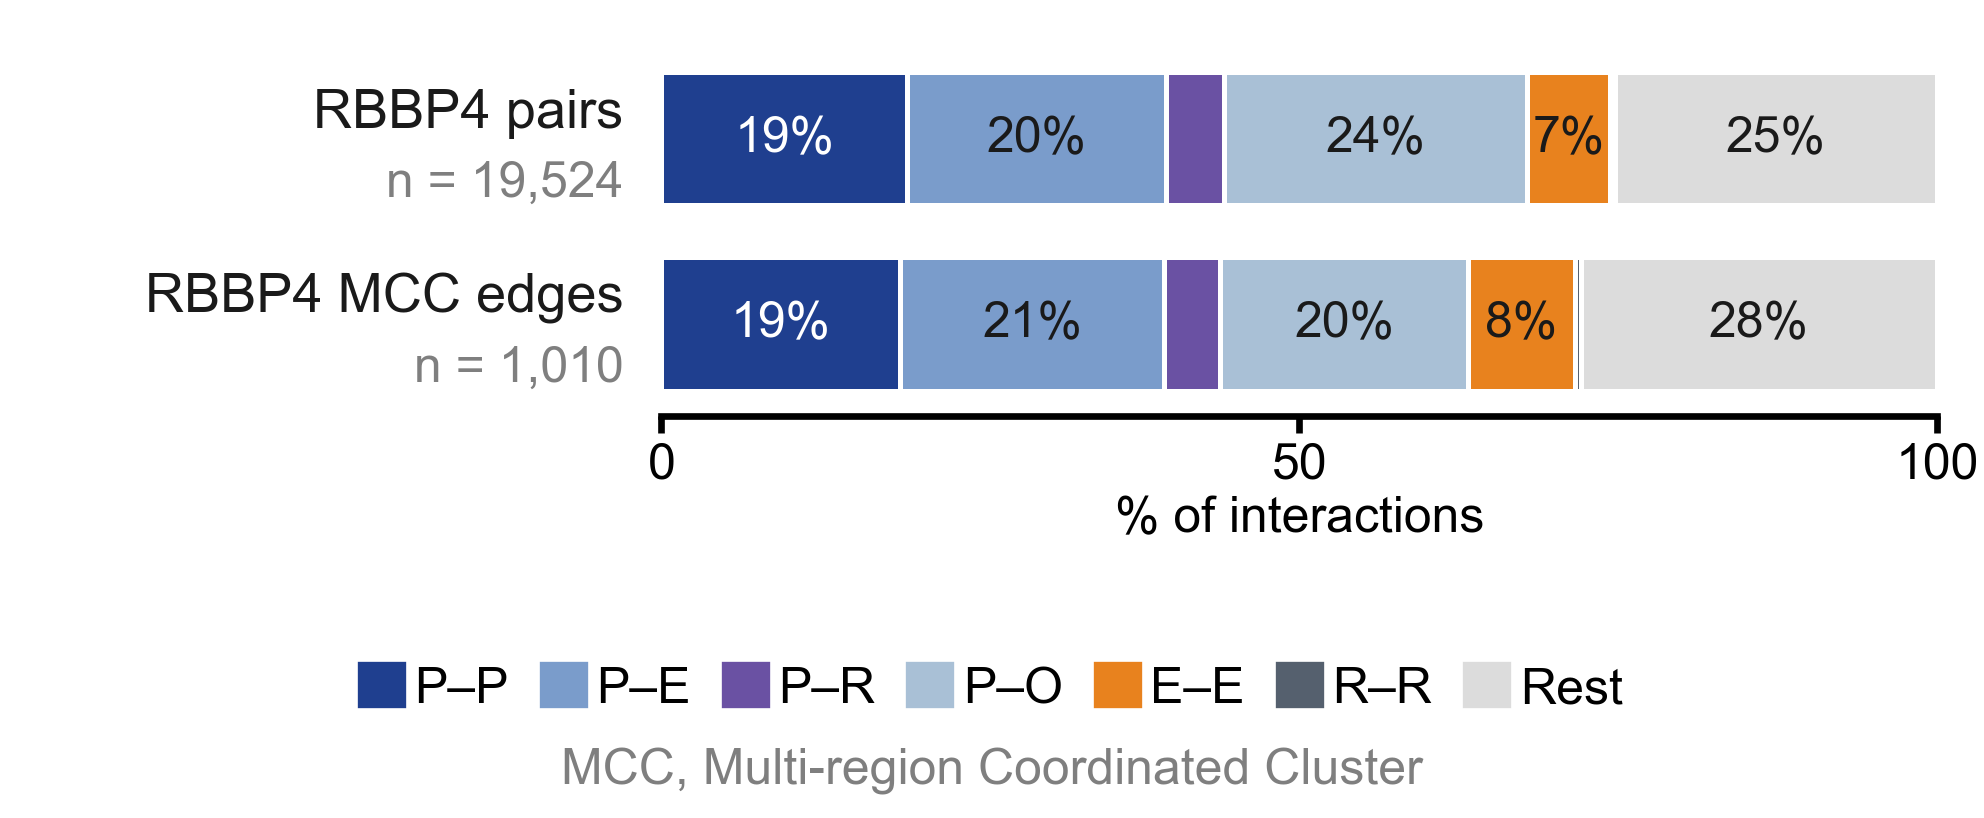 RBBP4 pairs
n = 19,524
19% 20% 24% 7% 25%
RBBP4 MCC edges
n = 1,010
19% 21% 20% 8% 28%
0 50 100
% of interactions
P–P P–E P–R P–O E–E R–R Rest
MCC, Multi-region Coordinated Cluster